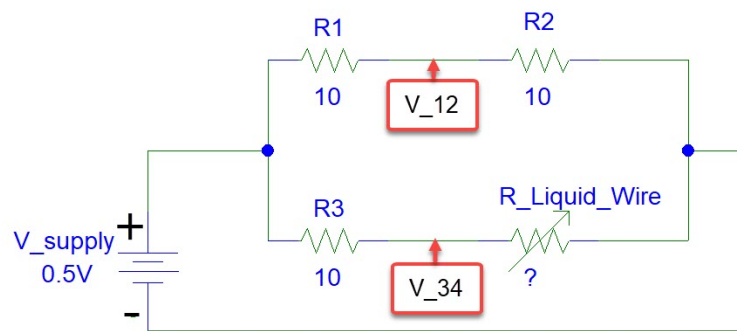 R1
R2
10
V_12
10
R3
R_Liquid_Wire
+
V_supply
0.5V
10
V_34
?
-